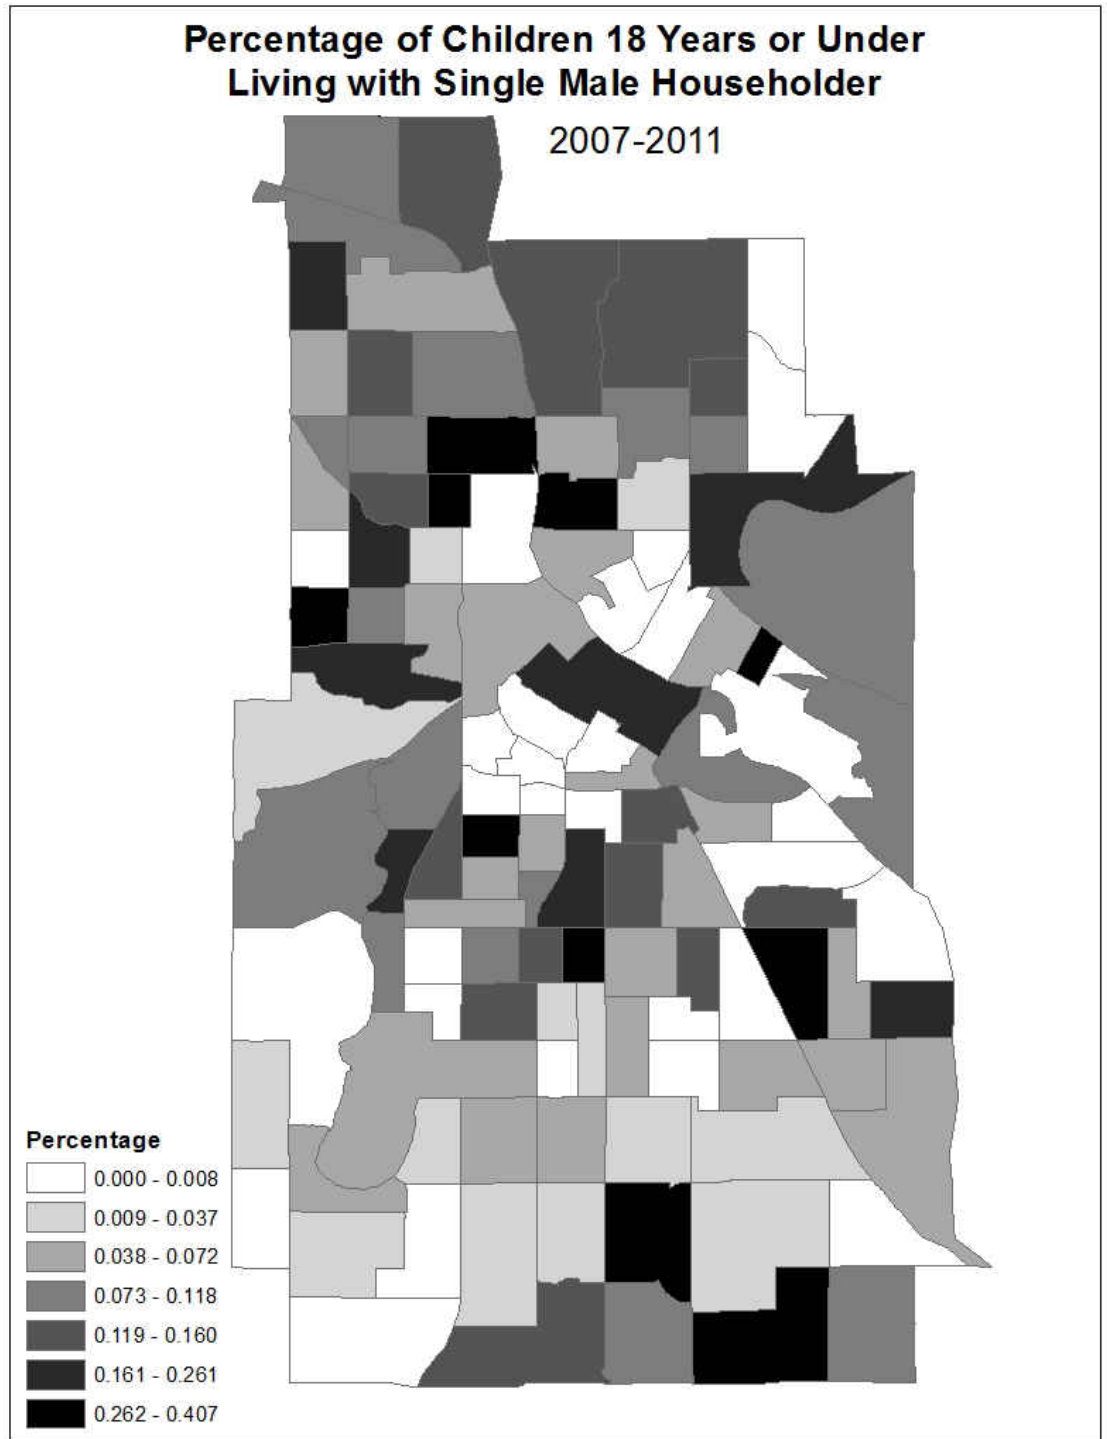 Percentage of Children 18 Years or Under
Living with Single Male Householder
2007-2011
Percentage
0.000 - 0.008
0.009 - 0.037
0.038 - 0.072
0.073 - 0.118
0.119 - 0.160
0.161 - 0.261
0.262 - 0.407